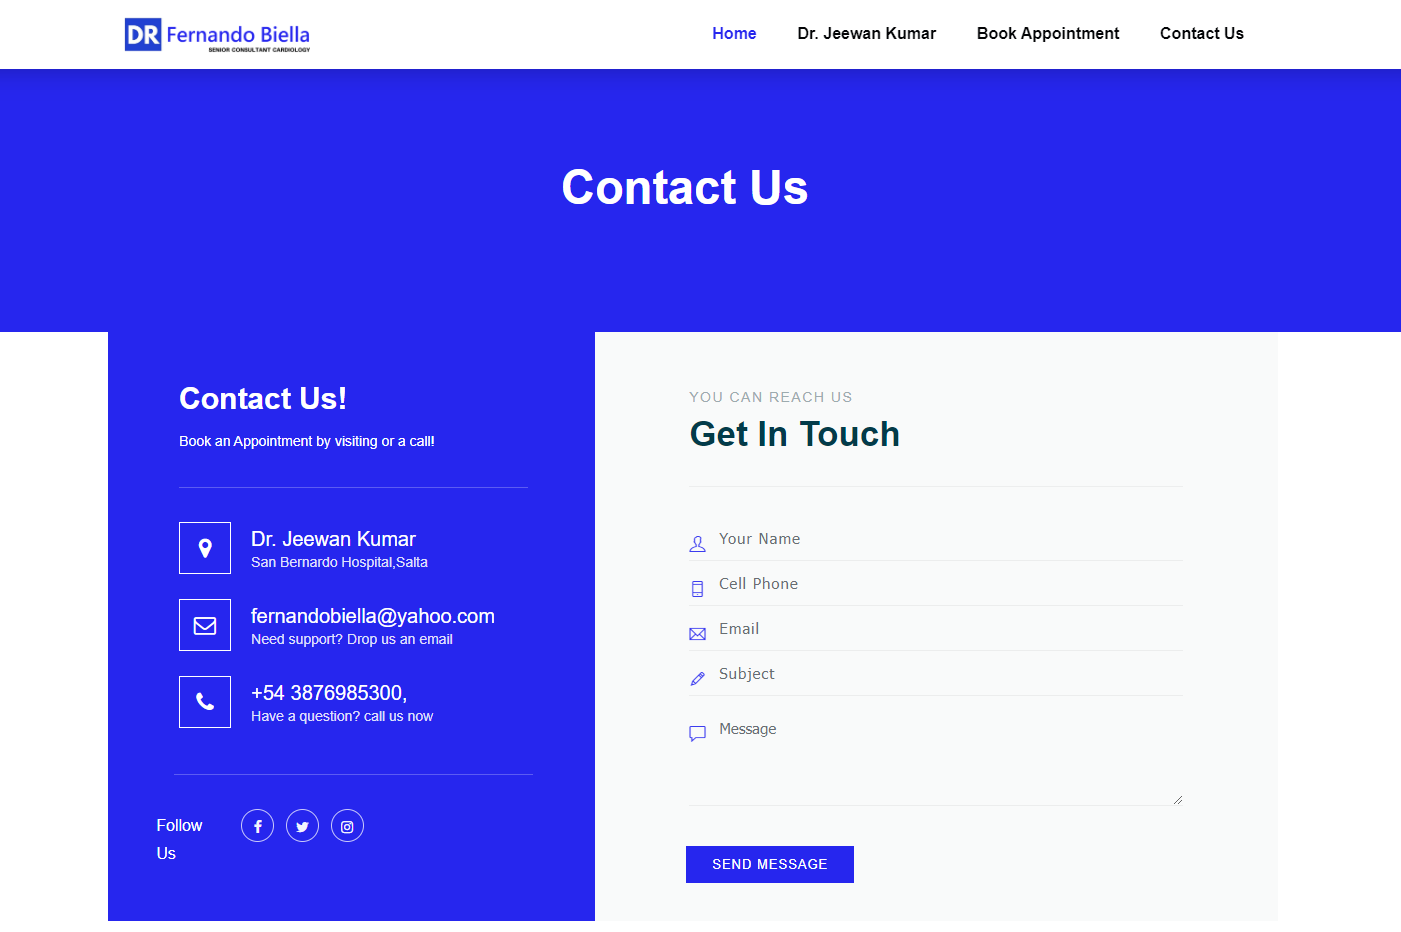 DR Fernando Biella
SENIOR CONSULTANT CARDIOLOGY
Home Dr. Jeewan Kumar Book Appointment Contact Us
Contact Us
Contact Us!
Book an Appointment by visiting or a call!
Dr. Jeewan Kumar
San Bernardo Hospital,Salta
fernandobiella@yahoo.com
Need support? Drop us an email
+54 3876985300,
Have a question? call us now
Follow
Us
YOU CAN REACH US
Get In Touch
Your Name
Cell Phone
Email
Subject
Message
SEND MESSAGE